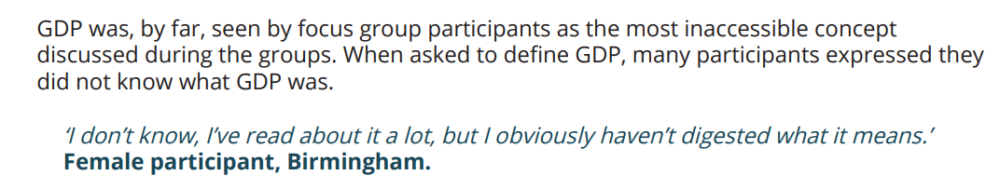 GDP was, by far, seen by focus group participants as the most inaccessible concept
discussed during the groups. When asked to define GDP, many participants expressed they
did not know what GDP was.
‘I don’t know, I’ve read about it a lot, but I obviously haven’t digested what it means.’
Female participant, Birmingham.